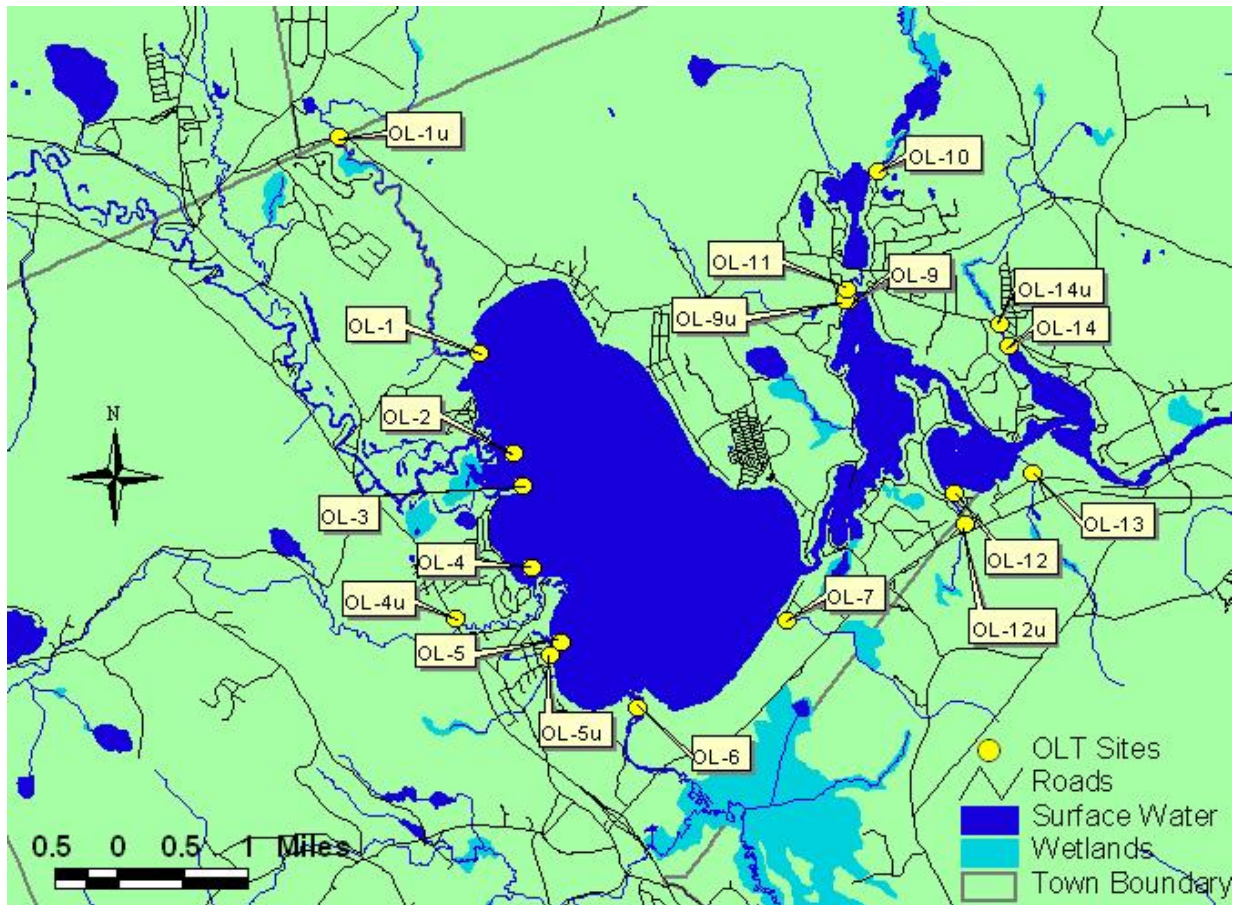 OL-1u
OL-10
OL-11
OL-9
OL-9u
OL-14u
OL-14
OL-1
OL-2
N
OL-3
OL-13
OL-12
OL-4
OL-4u
OL-7
OL-12u
OL-5
OL-5u
OL-6
OLT Sites
Roads
Surface Water
Wetlands
Town Boundary
0.5 0 0.5 1 Miles